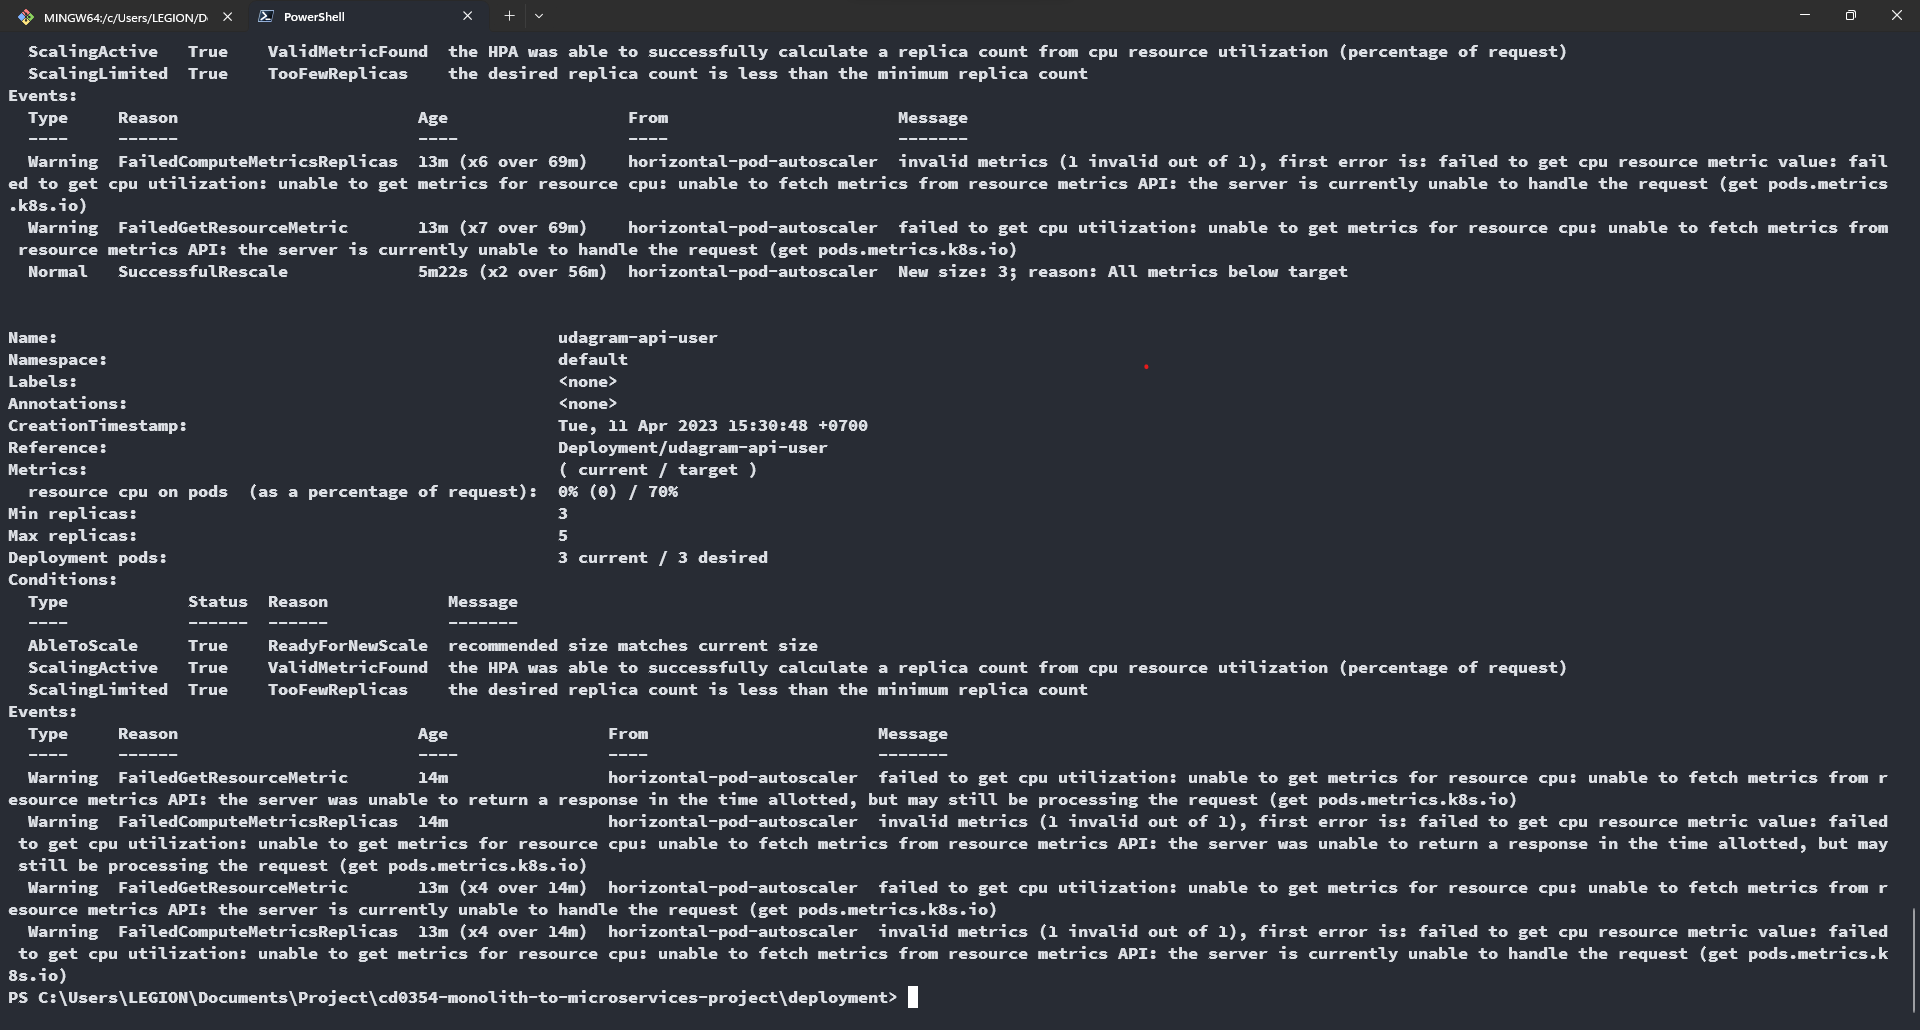 MINGW64:/c/Users/LEGION/D
PowerShell
  ScalingActive   True    ValidMetricFound  the HPA was able to successfully calculate a replica count from cpu resource utilization (percentage of request)
  ScalingLimited  True    TooFewReplicas    the desired replica count is less than the minimum replica count
Events:
  Type     Reason                        Age                  From                       Message
  ----     ------                        ----                 ----                       -------
  Warning  FailedComputeMetricsReplicas  13m (x6 over 69m)    horizontal-pod-autoscaler  invalid metrics (1 invalid out of 1), first error is: failed to get cpu resource metric value: fail
ed to get cpu utilization: unable to get metrics for resource cpu: unable to fetch metrics from resource metrics API: the server is currently unable to handle the request (get pods.metrics
.k8s.io)
  Warning  FailedGetResourceMetric       13m (x7 over 69m)    horizontal-pod-autoscaler  failed to get cpu utilization: unable to get metrics for resource cpu: unable to fetch metrics from
 resource metrics API: the server is currently unable to handle the request (get pods.metrics.k8s.io)
  Normal   SuccessfulRescale             5m22s (x2 over 56m)  horizontal-pod-autoscaler  New size: 3; reason: All metrics below target
Name:                                                  udagram-api-user
Namespace:                                             default
Labels:                                                <none>
Annotations:                                           <none>
CreationTimestamp:                                     Tue, 11 Apr 2023 15:30:48 +0700
Reference:                                             Deployment/udagram-api-user
Metrics:                                               ( current / target )
  resource cpu on pods  (as a percentage of request):  0% (0) / 70%
Min replicas:                                          3
Max replicas:                                          5
Deployment pods:                                       3 current / 3 desired
Conditions:
  Type            Status  Reason            Message
  ----            ------  ------            -------
  AbleToScale     True    ReadyForNewScale  recommended size matches current size
  ScalingActive   True    ValidMetricFound  the HPA was able to successfully calculate a replica count from cpu resource utilization (percentage of request)
  ScalingLimited  True    TooFewReplicas    the desired replica count is less than the minimum replica count
Events:
  Type     Reason                        Age                From                       Message
  ----     ------                        ----               ----                       -------
  Warning  FailedGetResourceMetric       14m                horizontal-pod-autoscaler  failed to get cpu utilization: unable to get metrics for resource cpu: unable to fetch metrics from r
esource metrics API: the server was unable to return a response in the time allotted, but may still be processing the request (get pods.metrics.k8s.io)
  Warning  FailedComputeMetricsReplicas  14m                horizontal-pod-autoscaler  invalid metrics (1 invalid out of 1), first error is: failed to get cpu resource metric value: failed
 to get cpu utilization: unable to get metrics for resource cpu: unable to fetch metrics from resource metrics API: the server was unable to return a response in the time allotted, but may
 still be processing the request (get pods.metrics.k8s.io)
  Warning  FailedGetResourceMetric       13m (x4 over 14m)  horizontal-pod-autoscaler  failed to get cpu utilization: unable to get metrics for resource cpu: unable to fetch metrics from r
esource metrics API: the server is currently unable to handle the request (get pods.metrics.k8s.io)
  Warning  FailedComputeMetricsReplicas  13m (x4 over 14m)  horizontal-pod-autoscaler  invalid metrics (1 invalid out of 1), first error is: failed to get cpu resource metric value: failed
 to get cpu utilization: unable to get metrics for resource cpu: unable to fetch metrics from resource metrics API: the server is currently unable to handle the request (get pods.metrics.k
8s.io)
PS C:\Users\LEGION\Documents\Project\cd0354-monolith-to-microservices-project\deployment>